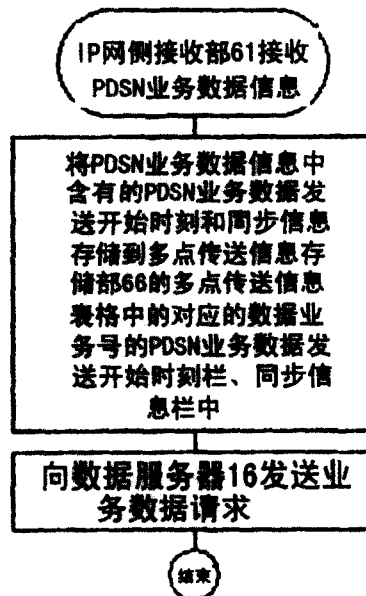 IP网侧接收部61接收
PDSN业务数据信息
将PDSN业务数据信息中
含有的PDSN业务数据发
送开始时刻和同步信息
存储到多点传送信息存
储部66的多点传送信息
表格中的对应的数据业
务号的PDSN业务数据发
送开始时刻栏、同步信
息栏中
向数据服务器16发送业
务数据请求
结束